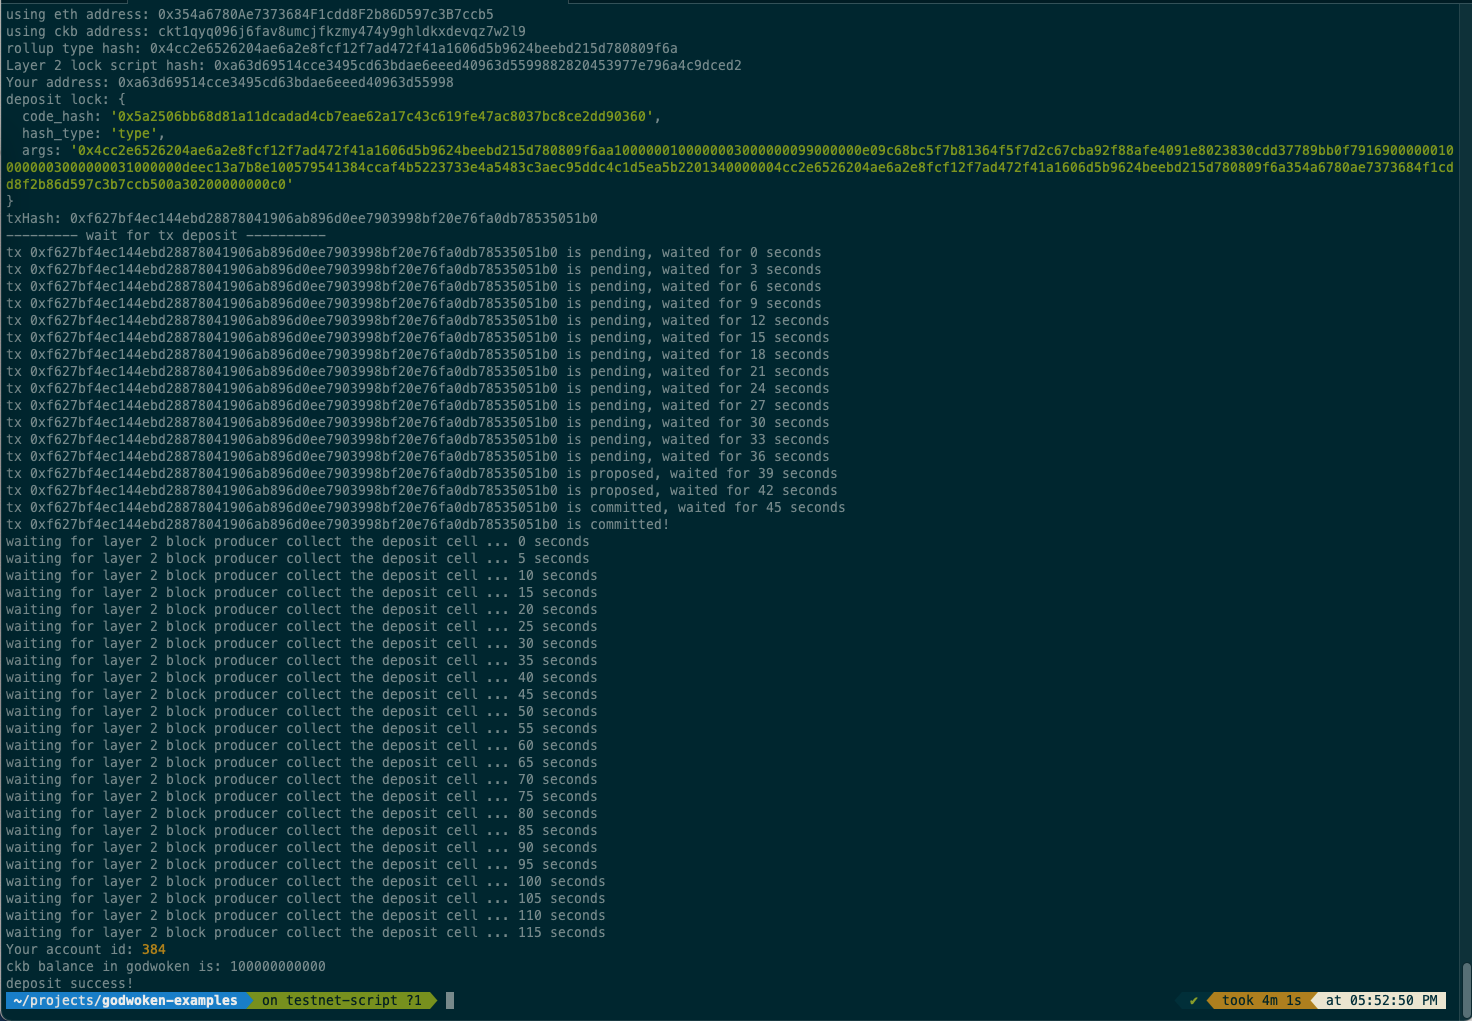 using eth address: 0x354a6780Ae7373684F1cdd8F2b86D597c3B7ccb5
using ckb address: ckt1qyq096j6fav8umcjfkzmy474y9ghldkxdevqz7w2l9
rollup type hash: 0x4cc2e6526204ae6a2e8fcf12f7ad472f41a1606d5b9624beebd215d780809f6a
Layer 2 lock script hash: 0xa63d69514cce3495cd63bdae6eeed40963d5599882820453977e796a4c9dced2
Your address: 0xa63d69514cce3495cd63bdae6eeed40963d55998
deposit lock: {
  code_hash: '0x5a2506bb68d81a11dcadad4cb7eae62a17c43c619fe47ac8037bc8ce2dd90360',
  hash_type: 'type',
  args: '0x4cc2e6526204ae6a2e8fcf12f7ad472f41a1606d5b9624beebd215d780809f6aa10000001000000030000000099000000e09c68bc5f7b81364f5f7d2c67cba92f88afe4091e8023830cdd37789bb0f7916900000010
0000000300000000031000000deec13a7b8e100579541384ccaf4b5223733e4a5483c3aec95ddc4c1d5ea5b2201340000004cc2e6526204ae6a2e8fcf12f7ad472f41a1606d5b9624beebd215d780809f6a354a6780ae7373684f1cd
d8f2b86d597c3b7ccb500a30200000000c0'
}
txHash: 0xf627bf4ec144ebd28878041906ab896d0ee7903998bf20e76fa0db78535051b0
--------- wait for tx deposit ----------
tx 0xf627bf4ec144ebd28878041906ab896d0ee7903998bf20e76fa0db78535051b0 is pending, waited for 0 seconds
tx 0xf627bf4ec144ebd28878041906ab896d0ee7903998bf20e76fa0db78535051b0 is pending, waited for 3 seconds
tx 0xf627bf4ec144ebd28878041906ab896d0ee7903998bf20e76fa0db78535051b0 is pending, waited for 6 seconds
tx 0xf627bf4ec144ebd28878041906ab896d0ee7903998bf20e76fa0db78535051b0 is pending, waited for 9 seconds
tx 0xf627bf4ec144ebd28878041906ab896d0ee7903998bf20e76fa0db78535051b0 is pending, waited for 12 seconds
tx 0xf627bf4ec144ebd28878041906ab896d0ee7903998bf20e76fa0db78535051b0 is pending, waited for 15 seconds
tx 0xf627bf4ec144ebd28878041906ab896d0ee7903998bf20e76fa0db78535051b0 is pending, waited for 18 seconds
tx 0xf627bf4ec144ebd28878041906ab896d0ee7903998bf20e76fa0db78535051b0 is pending, waited for 21 seconds
tx 0xf627bf4ec144ebd28878041906ab896d0ee7903998bf20e76fa0db78535051b0 is pending, waited for 24 seconds
tx 0xf627bf4ec144ebd28878041906ab896d0ee7903998bf20e76fa0db78535051b0 is pending, waited for 27 seconds
tx 0xf627bf4ec144ebd28878041906ab896d0ee7903998bf20e76fa0db78535051b0 is pending, waited for 30 seconds
tx 0xf627bf4ec144ebd28878041906ab896d0ee7903998bf20e76fa0db78535051b0 is pending, waited for 33 seconds
tx 0xf627bf4ec144ebd28878041906ab896d0ee7903998bf20e76fa0db78535051b0 is pending, waited for 36 seconds
tx 0xf627bf4ec144ebd28878041906ab896d0ee7903998bf20e76fa0db78535051b0 is proposed, waited for 39 seconds
tx 0xf627bf4ec144ebd28878041906ab896d0ee7903998bf20e76fa0db78535051b0 is proposed, waited for 42 seconds
tx 0xf627bf4ec144ebd28878041906ab896d0ee7903998bf20e76fa0db78535051b0 is committed, waited for 45 seconds
tx 0xf627bf4ec144ebd28878041906ab896d0ee7903998bf20e76fa0db78535051b0 is committed!
waiting for layer 2 block producer collect the deposit cell ... 0 seconds
waiting for layer 2 block producer collect the deposit cell ... 5 seconds
waiting for layer 2 block producer collect the deposit cell ... 10 seconds
waiting for layer 2 block producer collect the deposit cell ... 15 seconds
waiting for layer 2 block producer collect the deposit cell ... 20 seconds
waiting for layer 2 block producer collect the deposit cell ... 25 seconds
waiting for layer 2 block producer collect the deposit cell ... 30 seconds
waiting for layer 2 block producer collect the deposit cell ... 35 seconds
waiting for layer 2 block producer collect the deposit cell ... 40 seconds
waiting for layer 2 block producer collect the deposit cell ... 45 seconds
waiting for layer 2 block producer collect the deposit cell ... 50 seconds
waiting for layer 2 block producer collect the deposit cell ... 55 seconds
waiting for layer 2 block producer collect the deposit cell ... 60 seconds
waiting for layer 2 block producer collect the deposit cell ... 65 seconds
waiting for layer 2 block producer collect the deposit cell ... 70 seconds
waiting for layer 2 block producer collect the deposit cell ... 75 seconds
waiting for layer 2 block producer collect the deposit cell ... 80 seconds
waiting for layer 2 block producer collect the deposit cell ... 85 seconds
waiting for layer 2 block producer collect the deposit cell ... 90 seconds
waiting for layer 2 block producer collect the deposit cell ... 95 seconds
waiting for layer 2 block producer collect the deposit cell ... 100 seconds
waiting for layer 2 block producer collect the deposit cell ... 105 seconds
waiting for layer 2 block producer collect the deposit cell ... 110 seconds
waiting for layer 2 block producer collect the deposit cell ... 115 seconds
Your account id: 384
ckb balance in godwoken is: 100000000000
deposit success!
~/projects/godwoken-examples on testnet-script ?1 ✔ took 4m 1s at 05:52:50 PM